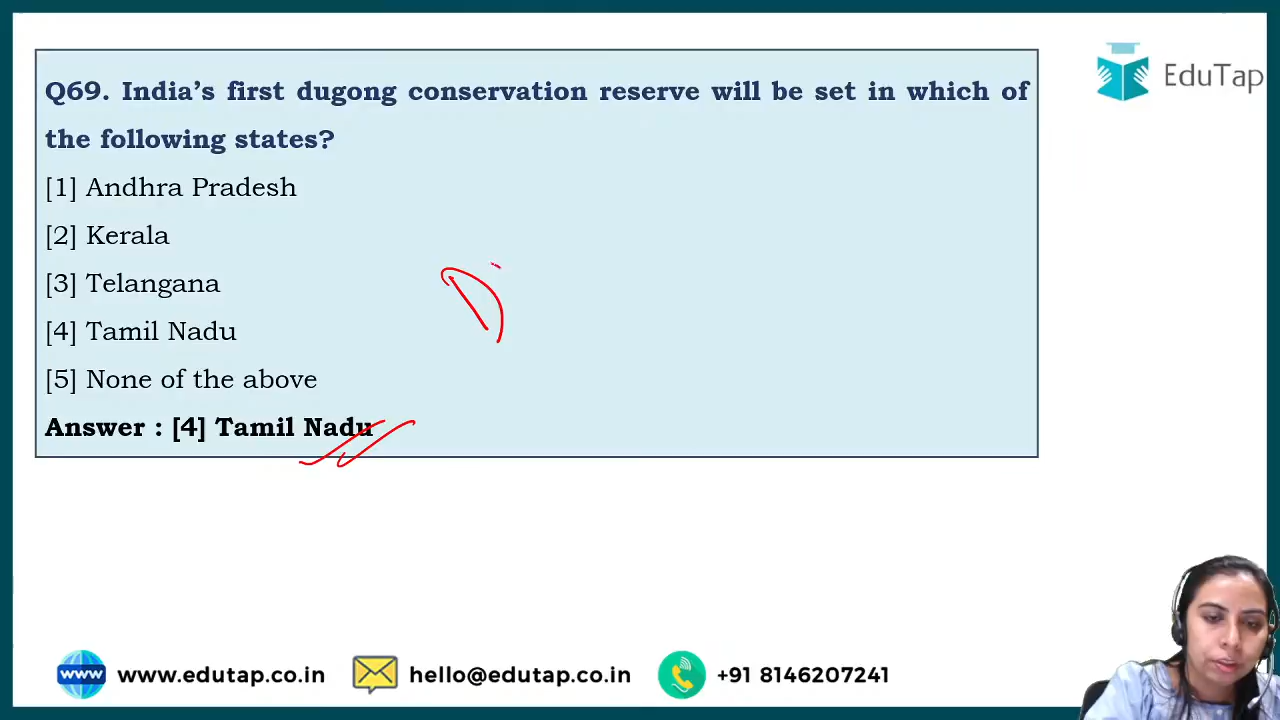 EduTap
Q69. India’s first dugong conservation reserve will be set in which of
the following states?
[1] Andhra Pradesh
[2] Kerala
[3] Telangana
[4] Tamil Nadu
[5] None of the above
Answer : [4] Tamil Nadu
www www.edutap.co.in hello@edutap.co.in +91 8146207241